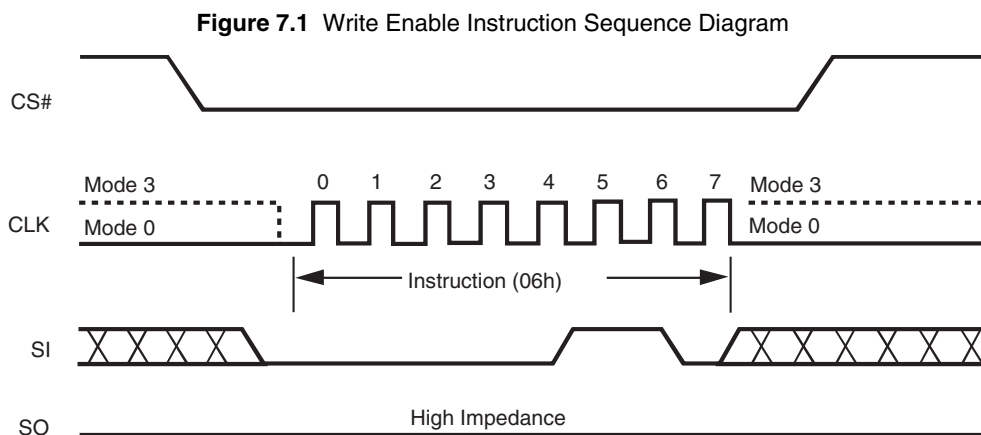 Figure 7.1 Write Enable Instruction Sequence Diagram
CS#
Mode 3
0 1 2 3 4 5 6 7
Mode 3
CLK
Mode 0
Mode 0
Instruction (06h)
SI
High Impedance
SO